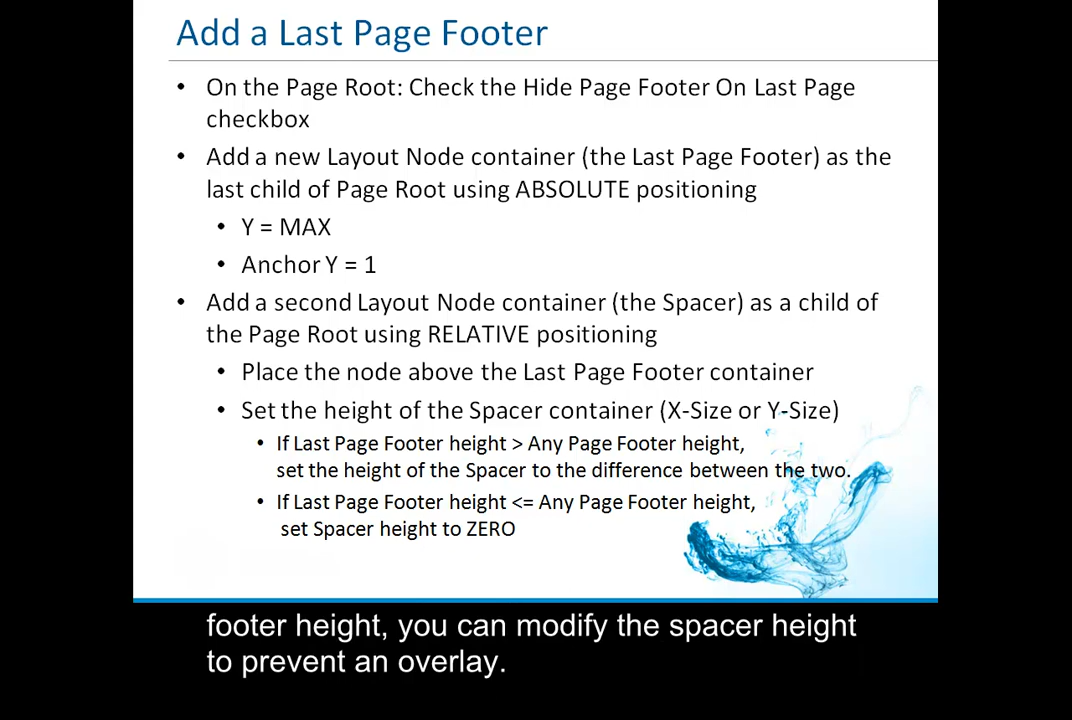 Add a Last Page Footer
• On the Page Root: Check the Hide Page Footer On Last Page
checkbox
• Add a new Layout Node container (the Last Page Footer) as the
last child of Page Root using ABSOLUTE positioning
• Y = MAX
• Anchor Y = 1
• Add a second Layout Node container (the Spacer) as a child of
the Page Root using RELATIVE positioning
• Place the node above the Last Page Footer container
• Set the height of the Spacer container (X-Size or Y-Size)
• If Last Page Footer height > Any Page Footer height,
set the height of the Spacer to the difference between the two.
• If Last Page Footer height <= Any Page Footer height,
set Spacer height to ZERO
footer height, you can modify the spacer height
to prevent an overlay.